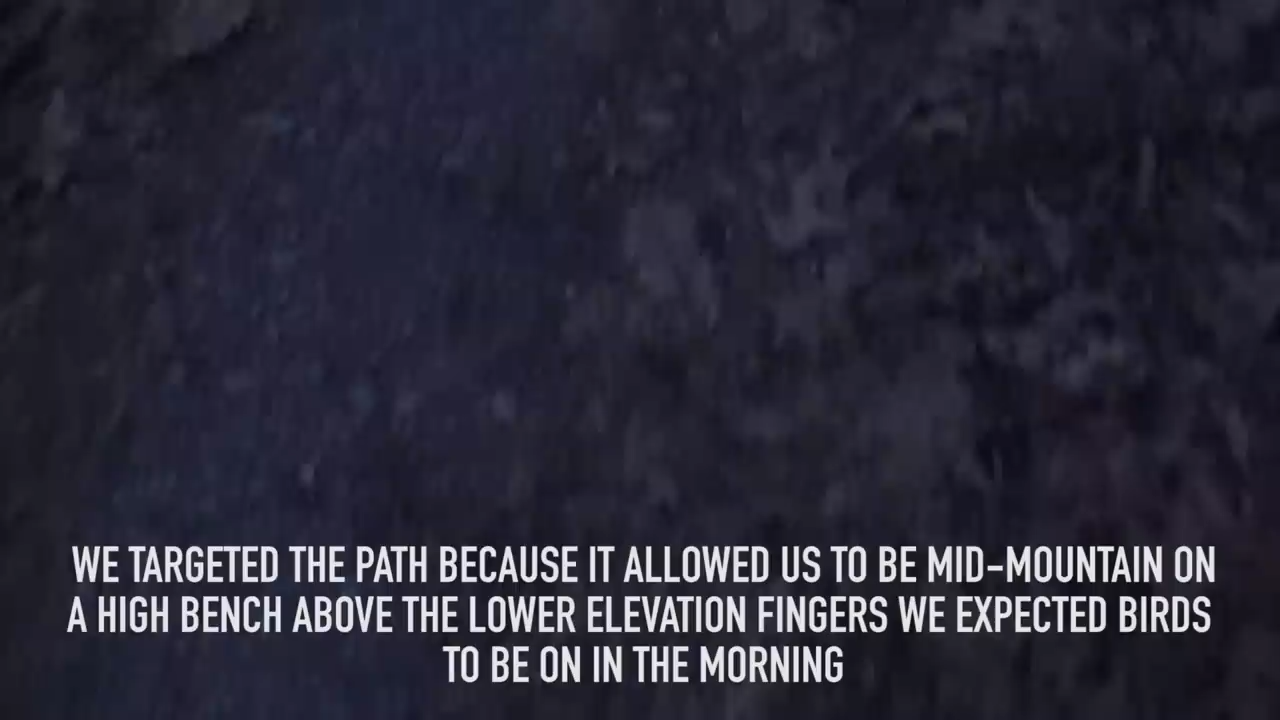 WE TARGETED THE PATH BECAUSE IT ALLOWED US TO BE MID-MOUNTAIN ON
A HIGH BENCH ABOVE THE LOWER ELEVATION FINGERS WE EXPECTED BIRDS
TO BE ON IN THE MORNING